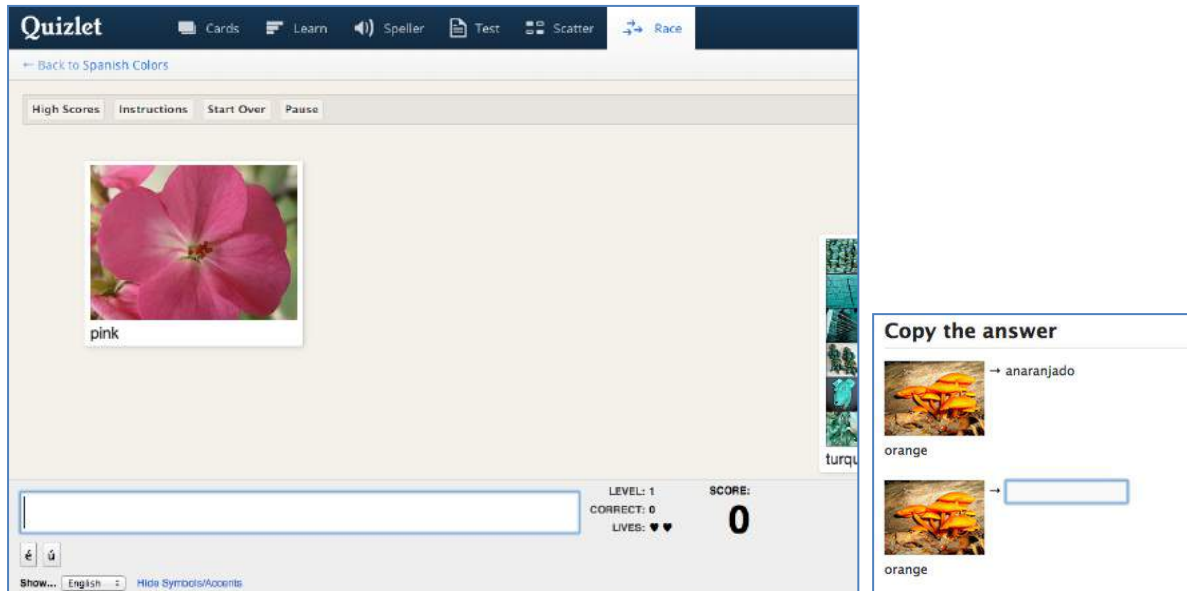 Quizlet Cards Learn Speller Test Scatter Race
← Back to Spanish Colors
High Scores Instructions Start Over Pause
pink
turqu
LEVEL: 1
CORRECT: 0
LIVES: ♥ ♥
SCORE:
0
é ú
Show... English Hide Symbols/Accents
Copy the answer
→ anaranjado
orange
→
orange